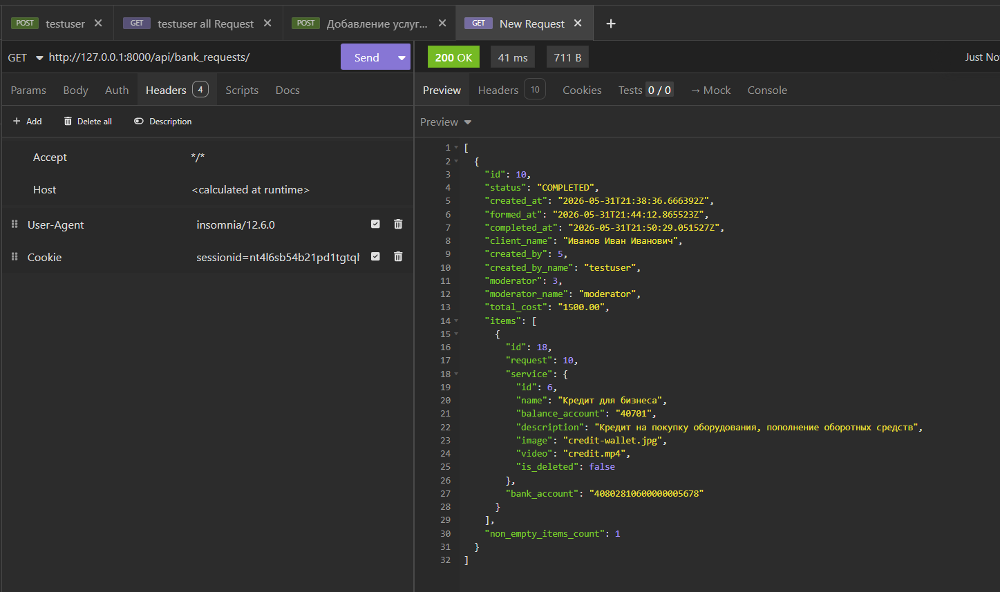 POST testuser GET testuser all Request POST Добавление услуг... GET New Request
GET http://127.0.0.1:8000/api/bank_requests/ Send 200 OK 41 ms 711 B Just No
Params Body Auth Headers 4 Scripts Docs
Preview Headers 10 Cookies Tests 0 / 0 → Mock Console
+ Add Delete all Description
Preview
Accept */*
Host <calculated at runtime>
User-Agent insomnia/12.6.0
Cookie sessionid=nt4l6sb54b21pd1tgtql
1 [
2 {
3 "id": 10,
4 "status": "COMPLETED",
5 "created_at": "2026-05-31T21:38:36.666392Z",
6 "formed_at": "2026-05-31T21:44:12.865523Z",
7 "completed_at": "2026-05-31T21:50:29.051527Z",
8 "client_name": "Иванов Иван Иванович",
9 "created_by": 5,
10 "created_by_name": "testuser",
11 "moderator": 3,
12 "moderator_name": "moderator",
13 "total_cost": "1500.00",
14 "items": [
15 {
16 "id": 18,
17 "request": 10,
18 "service": {
19 "id": 6,
20 "name": "Кредит для бизнеса",
21 "balance_account": "40701",
22 "description": "Кредит на покупку оборудования, пополнение оборотных средств",
23 "image": "credit-wallet.jpg",
24 "video": "credit.mp4",
25 "is_deleted": false
26 },
27 "bank_account": "40802810600000005678"
28 }
29 ],
30 "non_empty_items_count": 1
31 }
32 ]